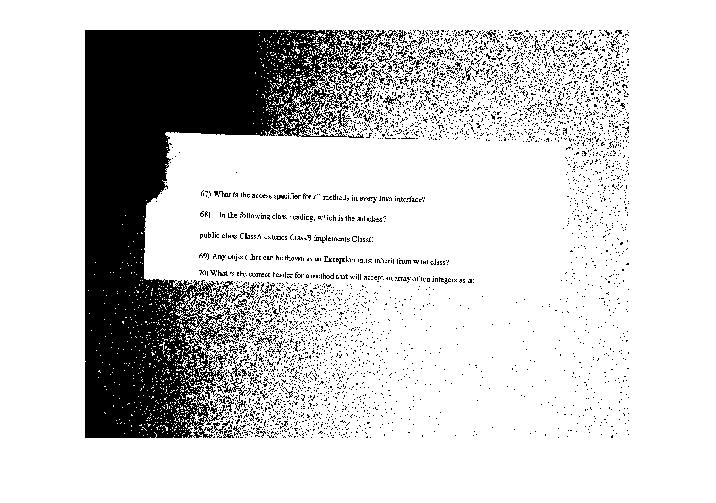 67) What is the access specifier for all methods in every Java interface?
68) In the following class heading, which is the subclass?
public class ClassA extends ClassB implements ClassC
69) Any object that can be thrown as an Exception must inherit from what class?
70) What is the correct header for a method that will accept an array of ten integers as an